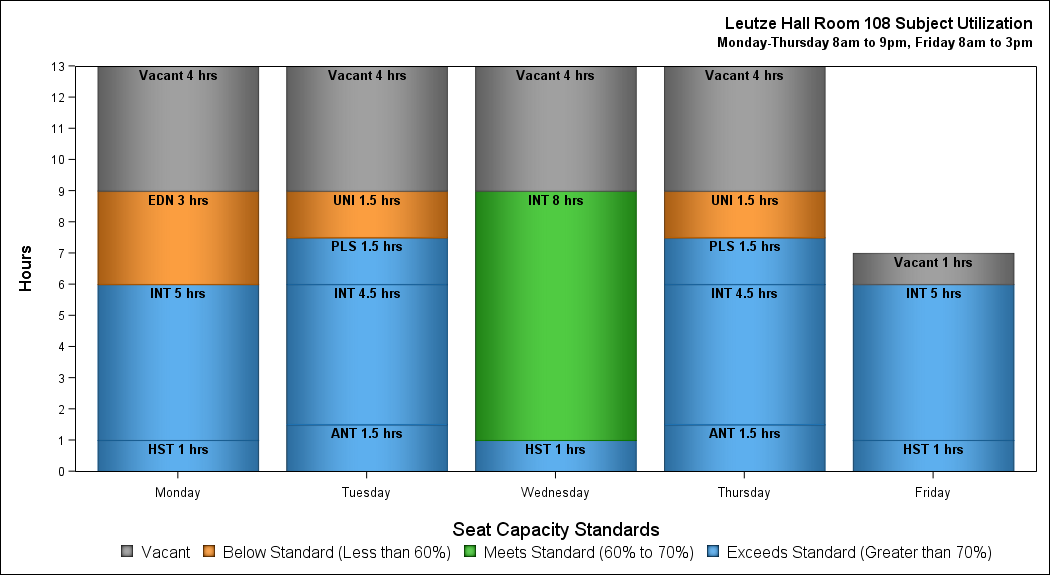 Leutze Hall Room 108 Subject Utilization
Monday-Thursday 8am to 9pm, Friday 8am to 3pm
Hours
13
12
11
10
9
8
7
6
5
4
3
2
1
0
Vacant 4 hrs
EDN 3 hrs
INT 5 hrs
HST 1 hrs
Vacant 4 hrs
UNI 1.5 hrs
PLS 1.5 hrs
INT 4.5 hrs
ANT 1.5 hrs
Vacant 4 hrs
INT 8 hrs
HST 1 hrs
Vacant 4 hrs
UNI 1.5 hrs
PLS 1.5 hrs
INT 4.5 hrs
ANT 1.5 hrs
Vacant 1 hrs
INT 5 hrs
HST 1 hrs
Monday Tuesday Wednesday Thursday Friday
Seat Capacity Standards
Vacant Below Standard (Less than 60%) Meets Standard (60% to 70%) Exceeds Standard (Greater than 70%)